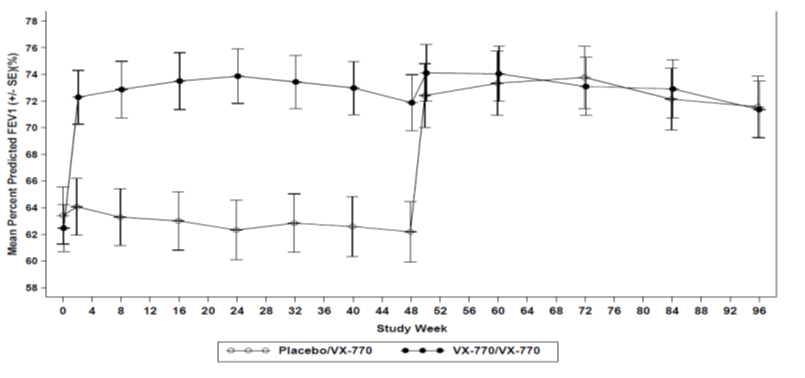 Mean Percent Predicted FEV1 (+/- SE)(%)
78
76
74
72
70
68
66
64
62
60
58
0 4 8 12 16 20 24 28 32 36 40 44 48 52 56 60 64 68 72 76 80 84 88 92 96
Study Week
Placebo/VX-770 VX-770/VX-770